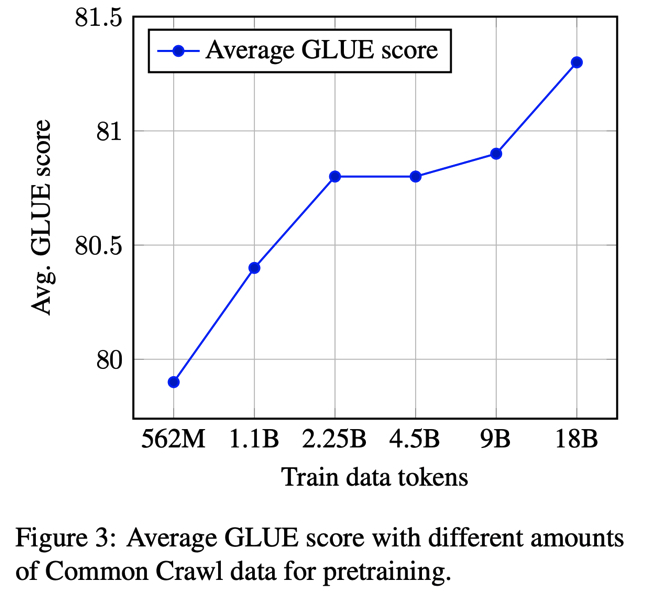 81.5
Average GLUE score
81
80.5
80
Avg. GLUE score
562M 1.1B 2.25B 4.5B 9B 18B
Train data tokens
Figure 3: Average GLUE score with different amounts
of Common Crawl data for pretraining.